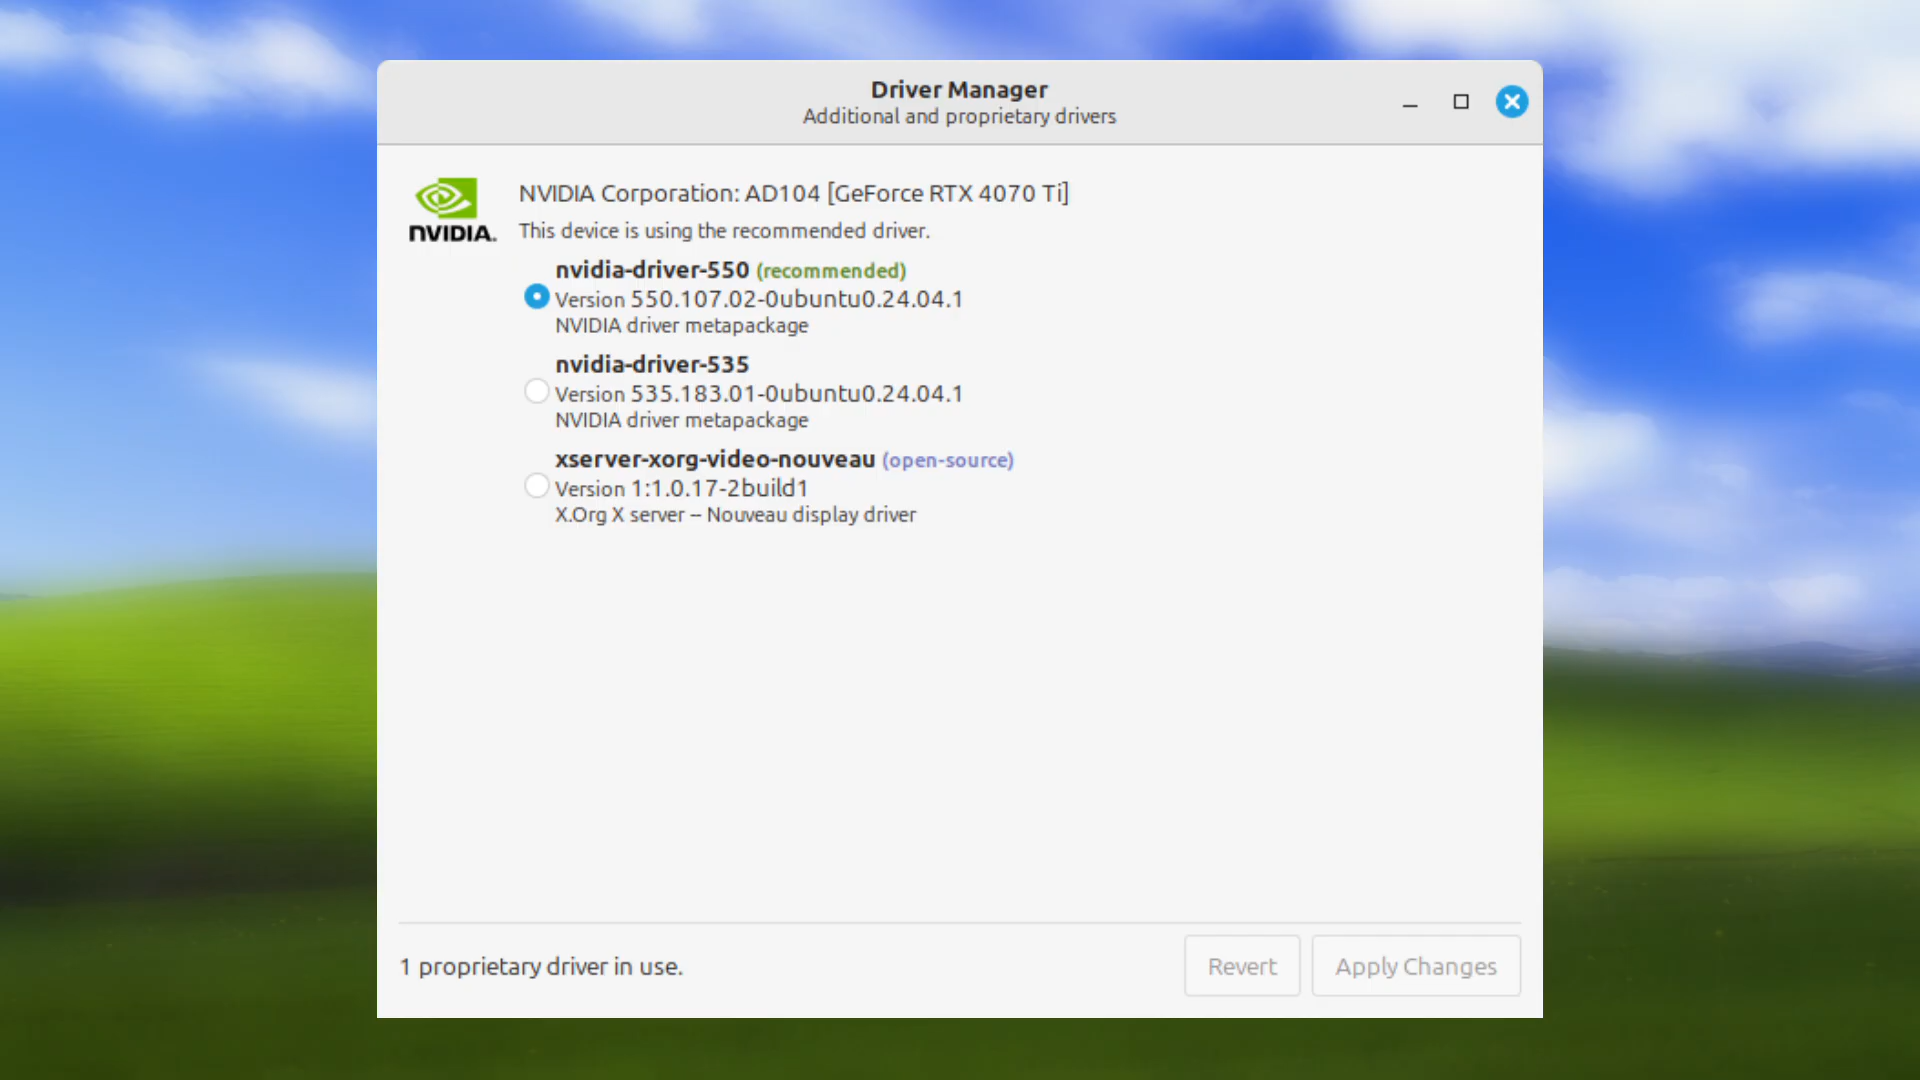 Driver Manager
Additional and proprietary drivers
NVIDIA.
NVIDIA Corporation: AD104 [GeForce RTX 4070 Ti]
This device is using the recommended driver.
nvidia-driver-550 (recommended)
Version 550.107.02-0ubuntu0.24.04.1
NVIDIA driver metapackage
nvidia-driver-535
Version 535.183.01-0ubuntu0.24.04.1
NVIDIA driver metapackage
xserver-xorg-video-nouveau (open-source)
Version 1:1.0.17-2build1
X.Org X server -- Nouveau display driver
1 proprietary driver in use.
Revert
Apply Changes